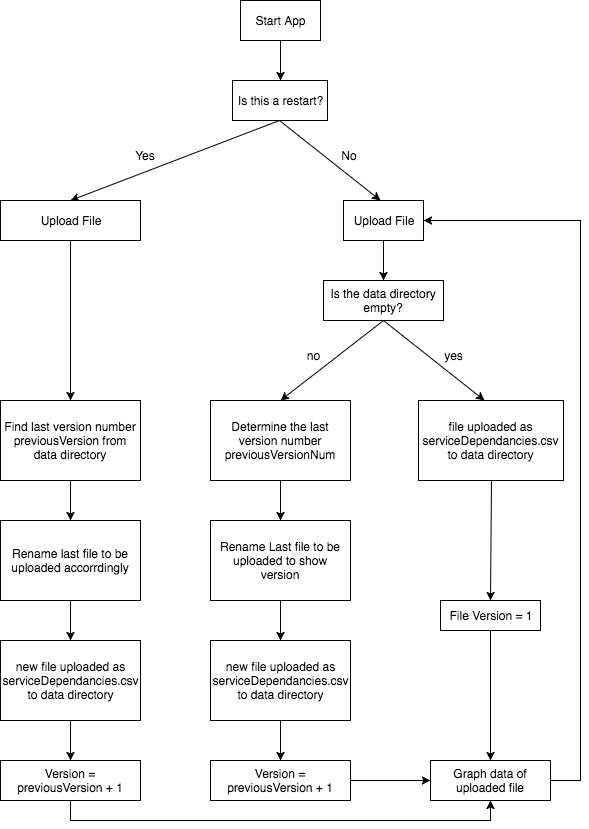 Start App
Is this a restart?
Yes
No
Upload File
Upload File
Is the data directory
empty?
no
yes
Find last version number
previousVersion from
data directory
Determine the last
version number
previousVersionNum
file uploaded as
serviceDependancies.csv
to data directory
Rename last file to be
uploaded accorrdingly
Rename Last file to be
uploaded to show
version
File Version = 1
new file uploaded as
serviceDependancies.csv
to data directory
new file uploaded as
serviceDependancies.csv
to data directory
Version =
previousVersion + 1
Version =
previousVersion + 1
Graph data of
uploaded file